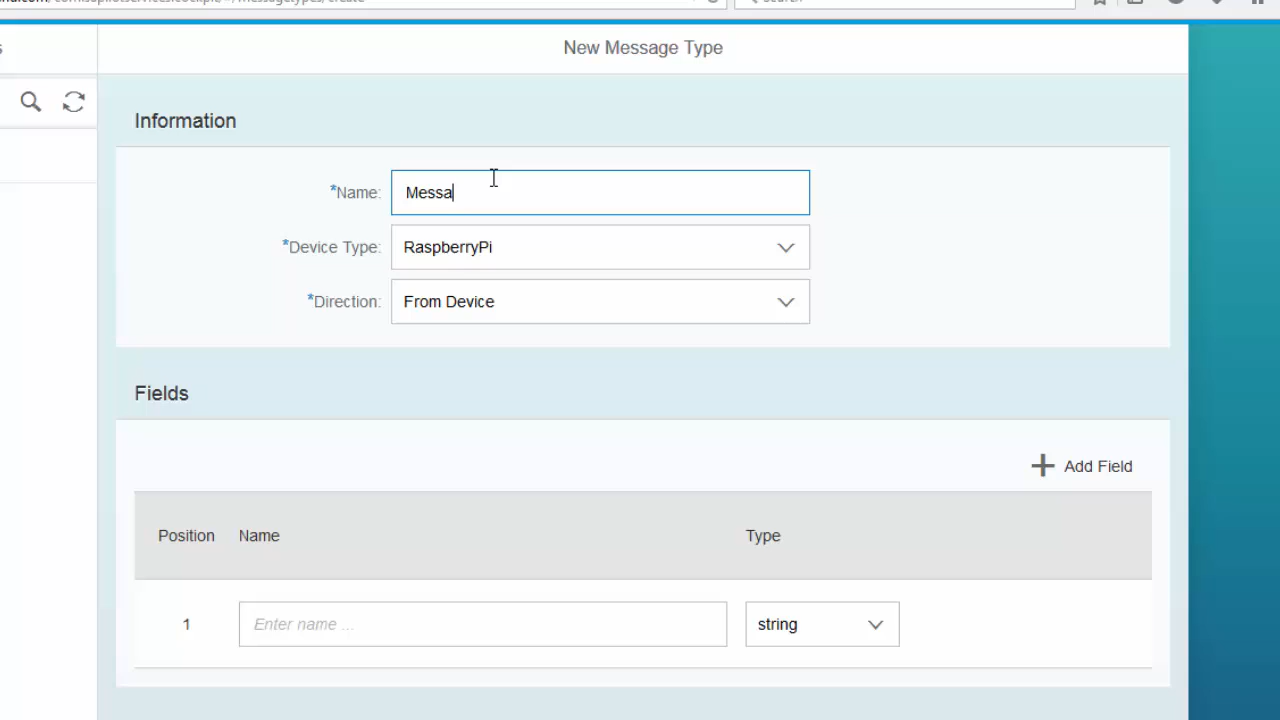 New Message Type
Information
*Name: Messa
*Device Type: RaspberryPi
*Direction: From Device
Fields
Add Field
Position Name Type
1 Enter name ... string